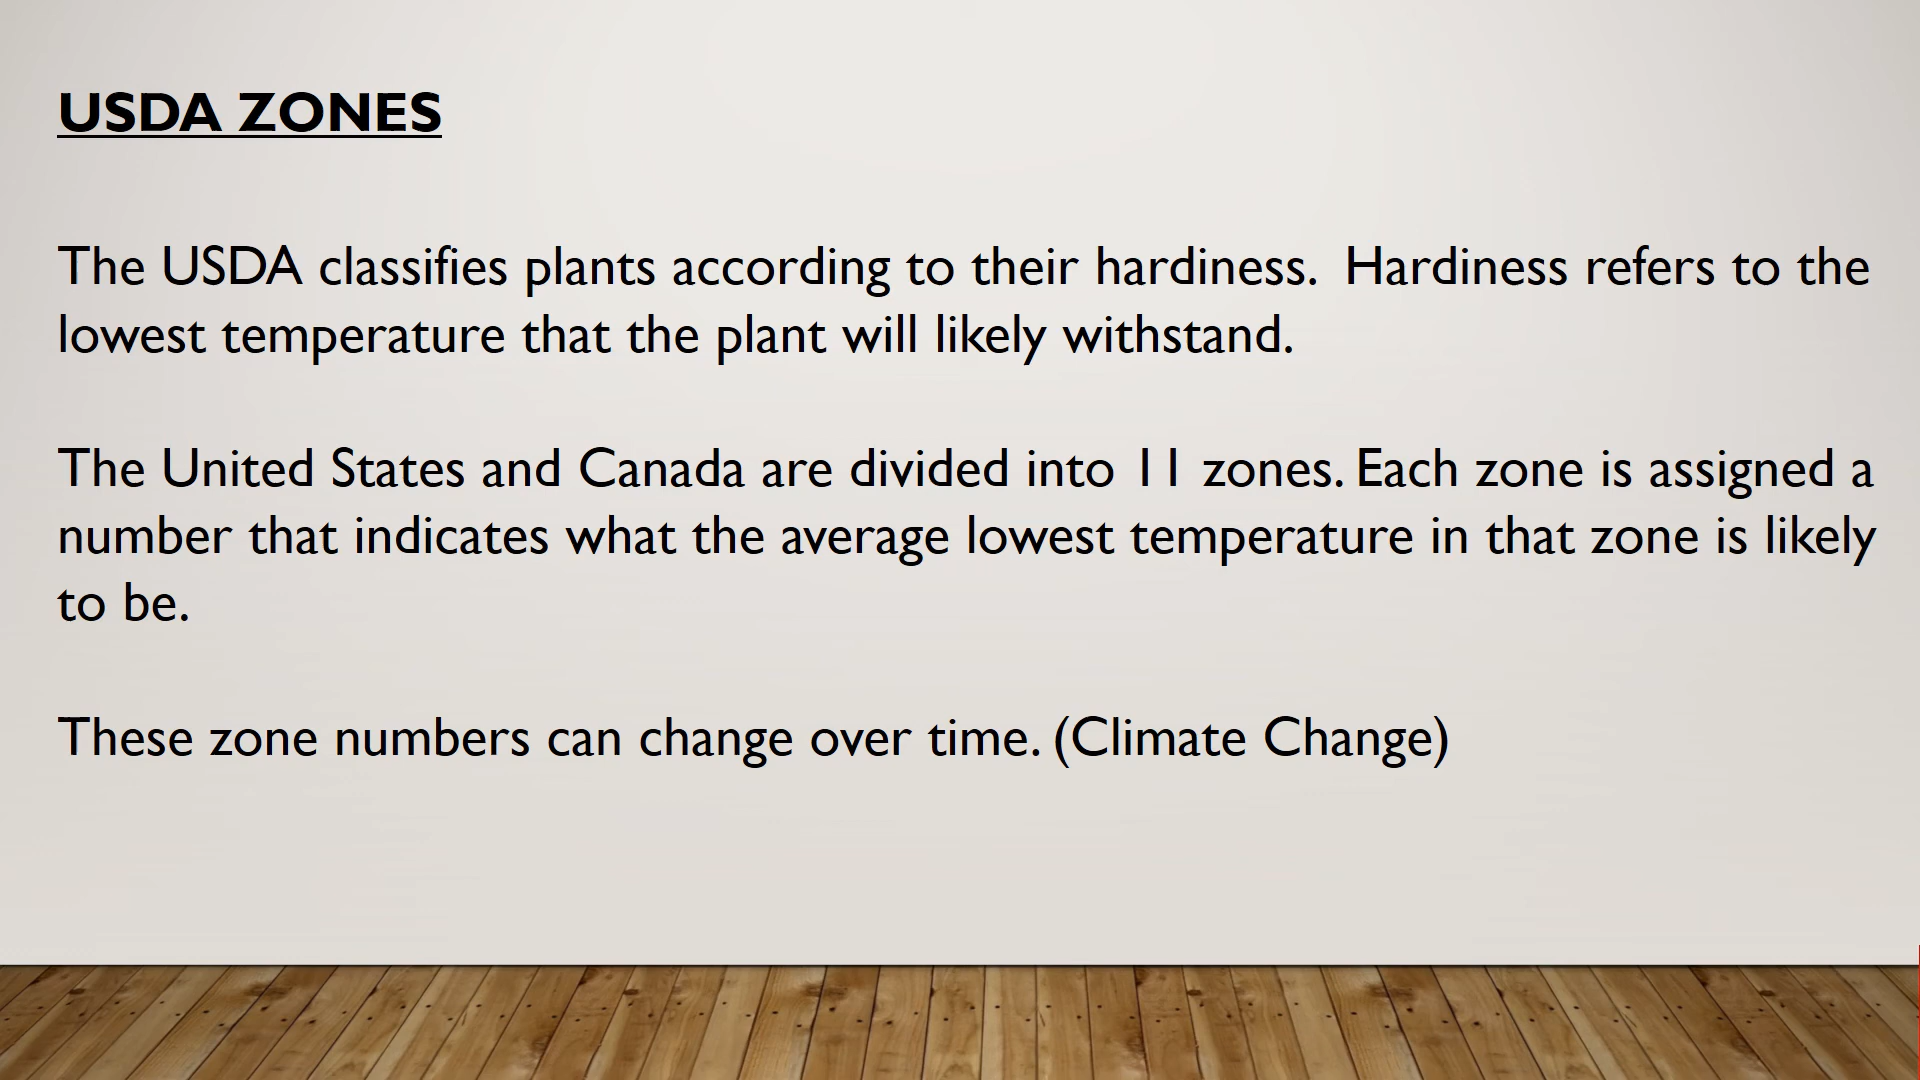 USDA ZONES
The USDA classifies plants according to their hardiness.  Hardiness refers to the
lowest temperature that the plant will likely withstand.
The United States and Canada are divided into 11 zones. Each zone is assigned a
number that indicates what the average lowest temperature in that zone is likely
to be.
These zone numbers can change over time. (Climate Change)